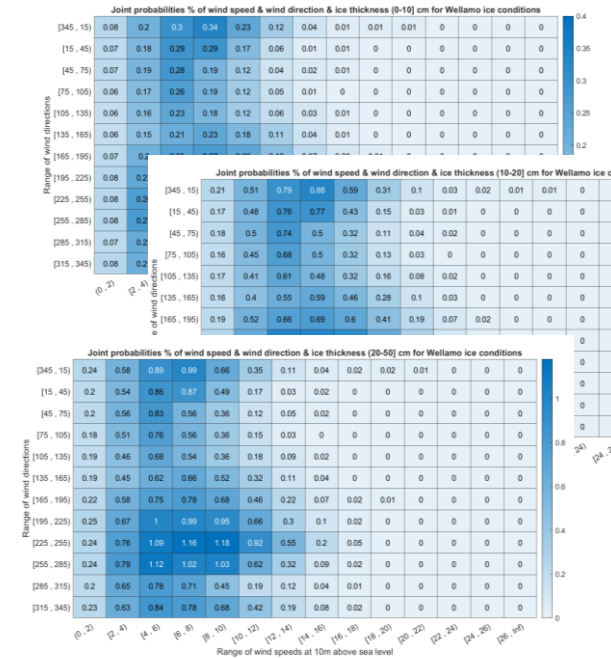 Joint probabilities % of wind speed & wind direction & ice thickness (0-10] cm for Wellamo ice conditions
[345 , 15) 0.08 0.2 0.3 0.34 0.23 0.12 0.04 0.01 0.01 0.01 0 0 0 0
[15 , 45) 0.07 0.18 0.29 0.29 0.17 0.06 0.01 0.01 0 0 0 0 0 0
[45 , 75) 0.07 0.19 0.28 0.19 0.12 0.04 0.02 0.01 0 0 0 0 0 0
[75 , 105) 0.06 0.17 0.26 0.19 0.12 0.05 0.01 0 0 0 0 0 0 0
[105 , 135) 0.06 0.16 0.23 0.18 0.12 0.06 0.03 0.01 0 0 0 0 0 0
[135 , 165) 0.06 0.15 0.21 0.23 0.18 0.11 0.04 0.01 0 0 0 0 0 0
[165 , 195) 0.07
[195 , 225) 0.08
[225 , 255) 0.08
[255 , 285) 0.08
[285 , 315) 0.07
[315 , 345) 0.08
(0 , 2) [2 , 4)
Range of wind directions
0.4
0.35
0.3
0.25
0.2
Joint probabilities % of wind speed & wind direction & ice thickness (10-20] cm for Wellamo ice
[345 , 15) 0.21 0.51 0.79 0.88 0.59 0.31 0.1 0.03 0.02 0.01 0.01 0
[15 , 45) 0.17 0.48 0.76 0.77 0.43 0.15 0.03 0.01 0 0 0 0
[45 , 75) 0.18 0.5 0.74 0.5 0.32 0.11 0.04 0.02 0 0 0 0
[75 , 105) 0.16 0.45 0.68 0.5 0.32 0.13 0.03 0 0 0 0 0
[105 , 135) 0.17 0.41 0.61 0.48 0.32 0.16 0.08 0.02 0 0 0 0
[135 , 165) 0.16 0.4 0.55 0.59 0.46 0.28 0.1 0.03 0 0 0 0
[165 , 195) 0.19 0.52 0.66 0.69 0.6 0.41 0.19 0.07 0.02 0 0 0
e of wind directions
0
0
0
0
0
Joint probabilities % of wind speed & wind direction & ice thickness (20-50] cm for Wellamo ice conditions
[345 , 15) 0.24 0.58 0.89 0.99 0.66 0.35 0.11 0.04 0.02 0.02 0.01 0 0 0
[15 , 45) 0.2 0.54 0.86 0.87 0.49 0.17 0.03 0.02 0 0 0 0 0 0
[45 , 75) 0.2 0.56 0.83 0.56 0.36 0.12 0.05 0.02 0 0 0 0 0 0
[75 , 105) 0.18 0.51 0.76 0.56 0.36 0.15 0.03 0 0 0 0 0 0 0
[105 , 135) 0.19 0.46 0.68 0.54 0.36 0.18 0.09 0.02 0 0 0 0 0 0
[135 , 165) 0.19 0.45 0.62 0.66 0.52 0.32 0.11 0.04 0 0 0 0 0 0
[165 , 195) 0.22 0.58 0.75 0.78 0.68 0.46 0.22 0.07 0.02 0.01 0 0 0 0
[195 , 225) 0.25 0.67 1 0.99 0.95 0.66 0.3 0.1 0.02 0 0 0 0 0
[225 , 255) 0.24 0.76 1.09 1.16 1.18 0.92 0.55 0.2 0.05 0 0 0 0 0
[255 , 285) 0.24 0.79 1.12 1.02 1.03 0.62 0.32 0.09 0.02 0 0 0 0 0
[285 , 315) 0.2 0.65 0.78 0.71 0.45 0.19 0.12 0.04 0.01 0 0 0 0 0
[315 , 345) 0.23 0.63 0.84 0.78 0.68 0.42 0.19 0.08 0.02 0 0 0 0 0
(0 , 2) [2 , 4) [4 , 6) [6 , 8) [8 , 10) [10 , 12) [12 , 14) [14 , 16) [16 , 18) [18 , 20) [20 , 22) [22 , 24) [24 , 26) [26 , Inf)
Range of wind speeds at 10m above sea level
Range of wind directions
1
0.8
0.6
0.4
0.2
0